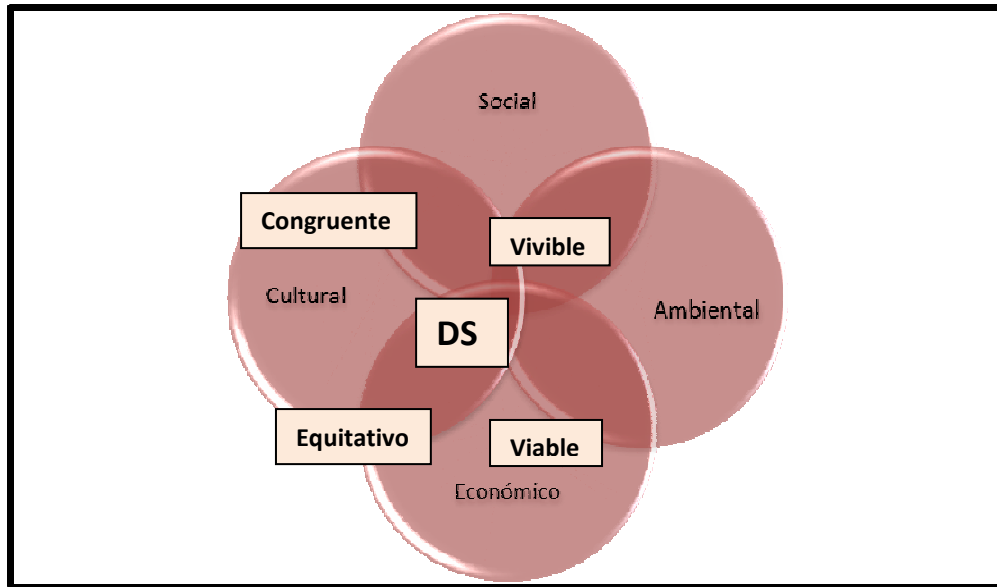 Social
Congruente
Vivible
Cultural
Ambiental
DS
Equitativo
Viable
Económico